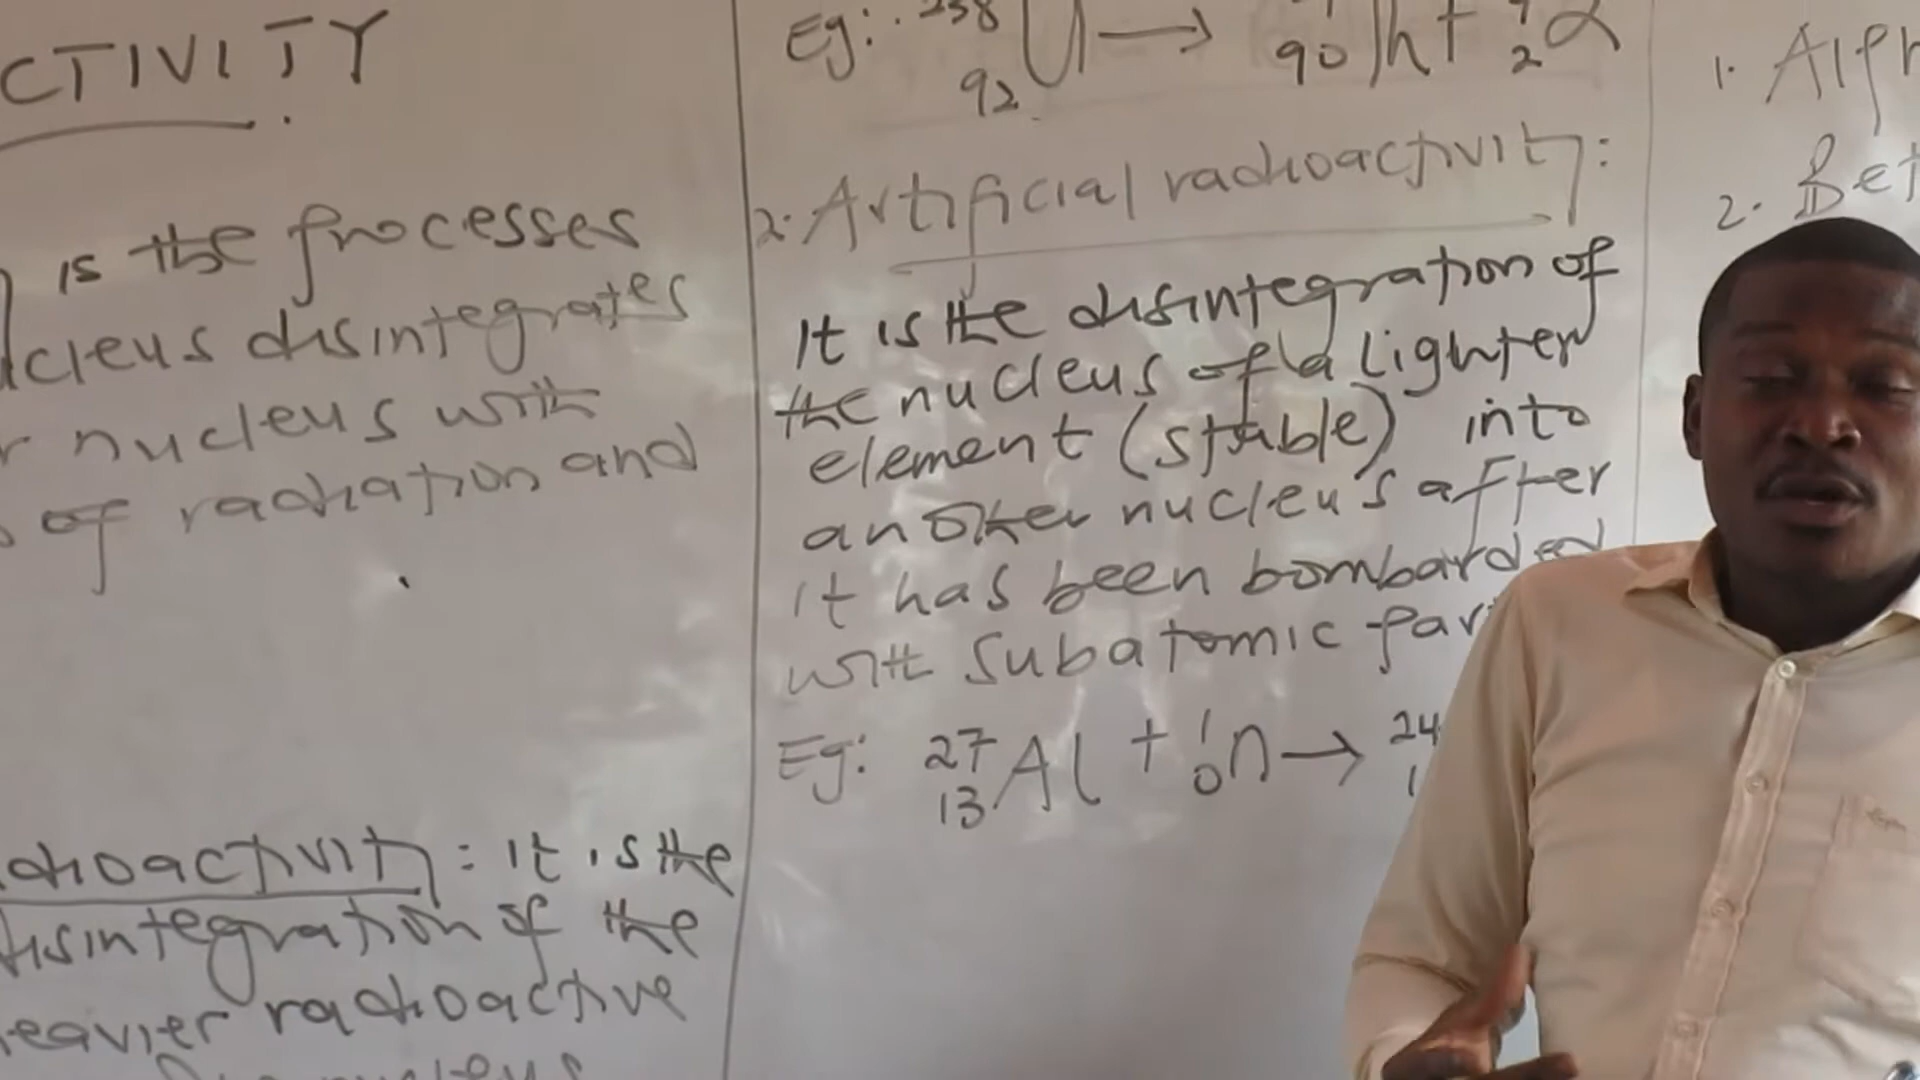 CTIVITY
is the processes
cleus disintegrates
r nucleus with
of radiation and
adioactivity: it is the
disintegration of the
eavier radioactive
nucleus
Eg: 238 92 U → 90 Th + 4 2 α
2. Artificial radioactivity:
It is the disintegration of
the nucleus of a lighter
element (stable) into
another nucleus after
it has been bombarded
with subatomic par
Eg: 27 13 Al + 1 0 n → 24 1
1. Alph
2. Bet